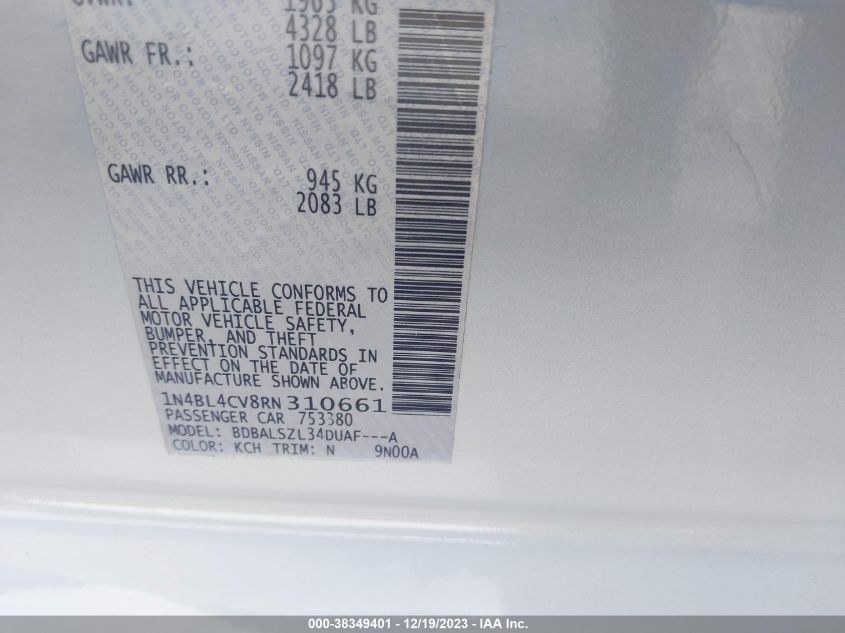 4328 LB
GAWR FR.: 1097 KG
2418 LB
GAWR RR.: 945 KG
2083 LB
THIS VEHICLE CONFORMS TO
ALL APPLICABLE FEDERAL
MOTOR VEHICLE SAFETY,
BUMPER, AND THEFT
PREVENTION STANDARDS IN
EFFECT ON THE DATE OF
MANUFACTURE SHOWN ABOVE.
1N4BL4CV8RN310661
PASSENGER CAR 753380
MODEL: BDBALSZL34DUAF---A
COLOR: KCH TRIM: N 9N00A
000-38349401 - 12/19/2023 - IAA Inc.